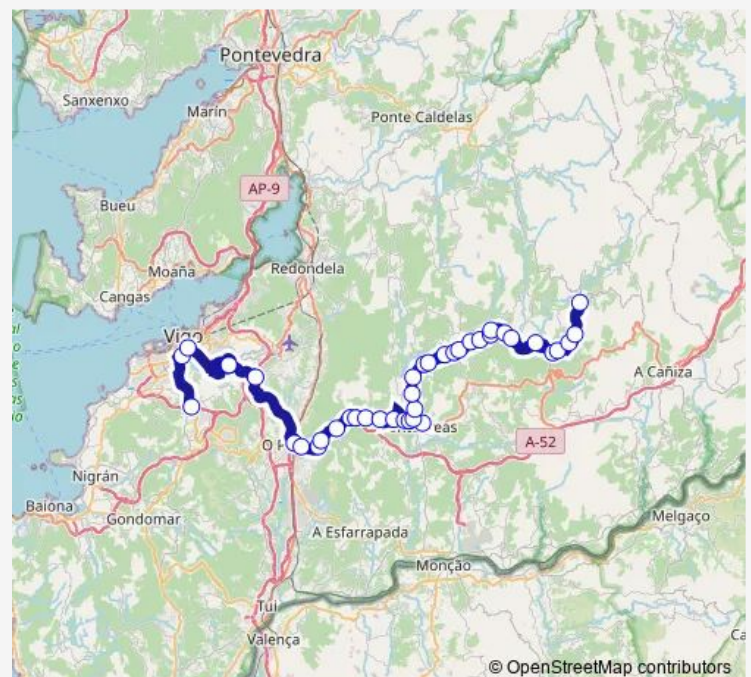 Pontevedra
Sanxenxo
Marín
Ponte Caldelas
AP-9
Bueu
Redondela
Moaña
Cangas
Vigo
A Cañiza
eas
A-52
O
Nigrán
Baiona
Gondomar
Melgaço
A Esfarrapada
Monção
Tui
Valença
© OpenStreetMap contributors